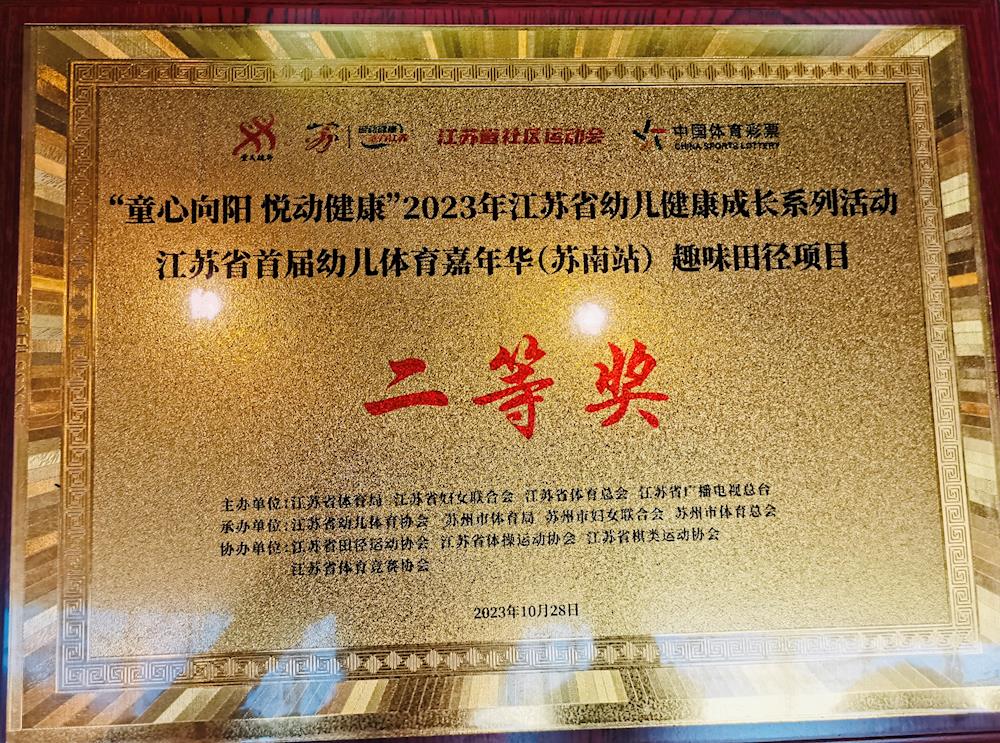 江苏省社区运动会
中国体育彩票
CHINA SPORTS LOTTERY
“童心向阳 悦动健康”2023年江苏省幼儿健康成长系列活动
江苏省首届幼儿体育嘉年华(苏南站) 趣味田径项目
二等奖
主办单位:江苏省体育局 江苏省妇女联合会 江苏省体育总会 江苏省广播电视总台
承办单位:江苏省幼儿体育协会 苏州市体育局 苏州市妇女联合会 苏州市体育总会
协办单位:江苏省田径运动协会 江苏省体操运动协会 江苏省棋类运动协会
江苏省体育竞赛协会
2023年10月28日